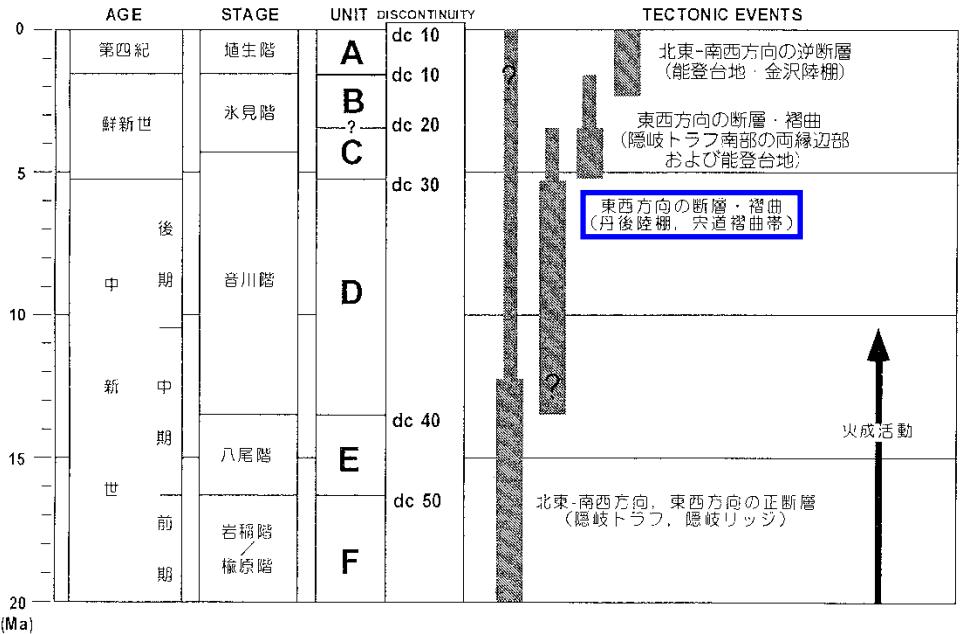 AGE STAGE UNIT DISCONTINUITY TECTONIC EVENTS
0
第四紀 埴生階 A dc 10
北東-南西方向の逆断層
(能登台地・金沢陸棚)
?
dc 10
鮮新世 氷見階 B
? dc 20
C
東西方向の断層・褶曲
(隠岐トラフ南部の両縁辺部
および能登台地)
5
dc 30
東西方向の断層・褶曲
(丹後陸棚, 宍道褶曲帯)
後
中 期 音川階 D
10
新 中
?
dc 40
期
火成活動
八尾階 E
15
世
dc 50
北東-南西方向, 東西方向の正断層
(隠岐トラフ, 隠岐リッジ)
前
岩稲階
/
楡原階
F
期
20
(Ma)